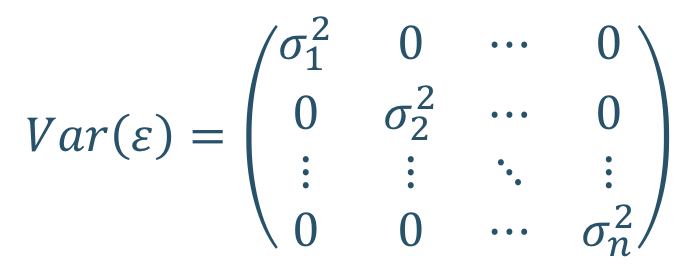 σ₁² 0 ⋯ 0
0 σ₂² ⋯ 0
Var(ε) =
⋮ ⋮ ⋱ ⋮
0 0 ⋯ σₙ²